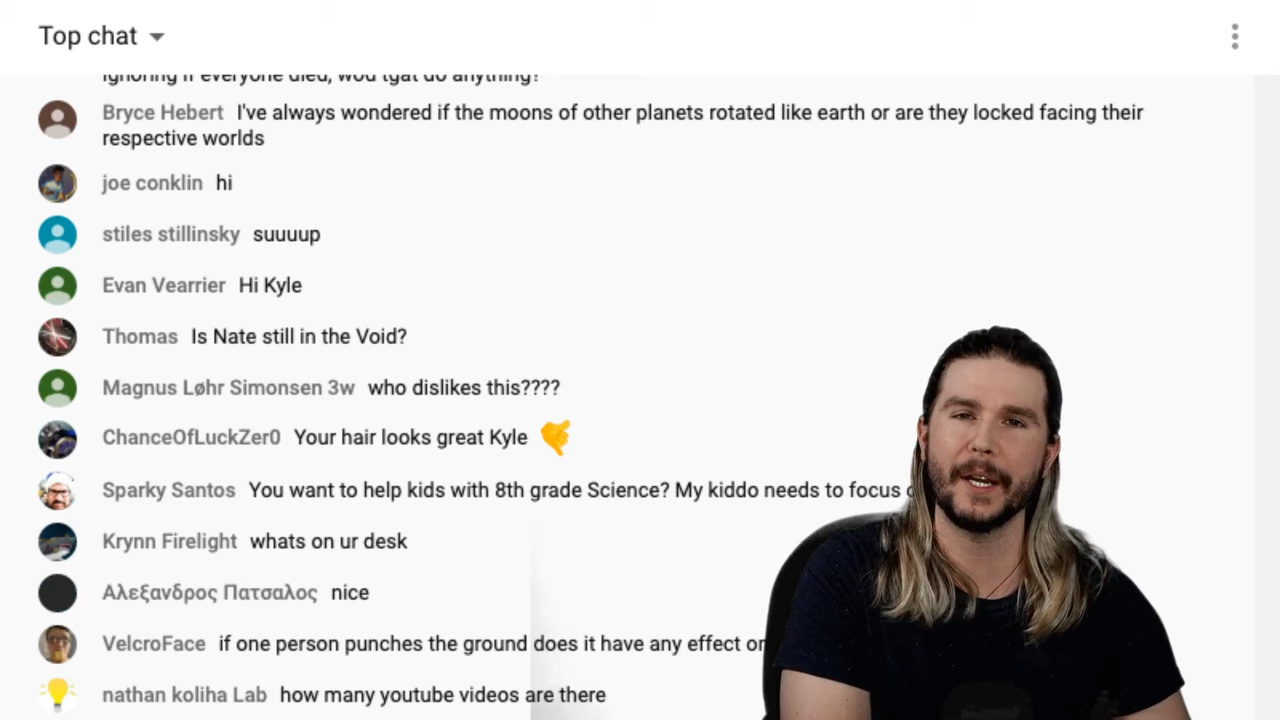 Top chat
ignoring if everyone died, wou tgat do anything?
Bryce Hebert I've always wondered if the moons of other planets rotated like earth or are they locked facing their
respective worlds
joe conklin hi
stiles stillinsky suuuup
Evan Vearrier Hi Kyle
Thomas Is Nate still in the Void?
Magnus Løhr Simonsen 3w who dislikes this????
ChanceOfLuckZer0 Your hair looks great Kyle
Sparky Santos You want to help kids with 8th grade Science? My kiddo needs to focus
Krynn Firelight whats on ur desk
Αλεξανδρος Πατσαλος nice
VelcroFace if one person punches the ground does it have any effect on
nathan koliha Lab how many youtube videos are there